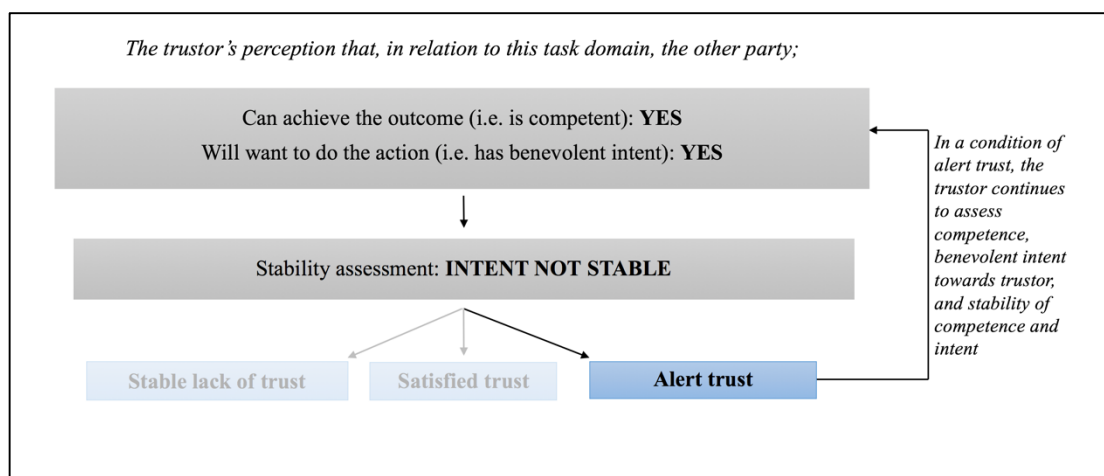 The trustor’s perception that, in relation to this task domain, the other party;
Can achieve the outcome (i.e. is competent): YES
Will want to do the action (i.e. has benevolent intent): YES
Stability assessment: INTENT NOT STABLE
Stable lack of trust
Satisfied trust
Alert trust
In a condition of
alert trust, the
trustor continues
to assess
competence,
benevolent intent
towards trustor,
and stability of
competence and
intent